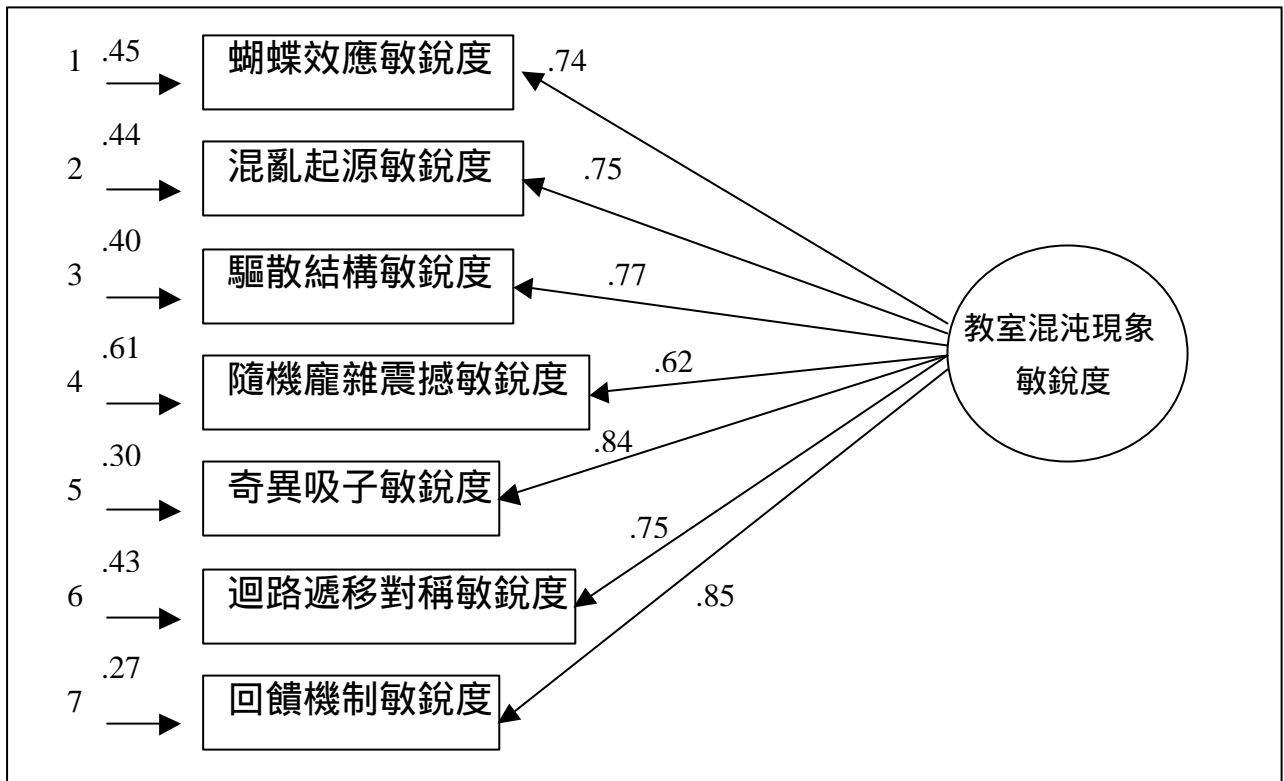 1 .45 蝴蝶效應敏銳度 .74
2 .44 混亂起源敏銳度 .75
3 .40 驅散結構敏銳度 .77
4 .61 隨機龐雜震撼敏銳度 .62
5 .30 奇異吸子敏銳度 .84
6 .43 迴路遞移對稱敏銳度 .75
7 .27 回饋機制敏銳度 .85
教室混沌現象
敏銳度